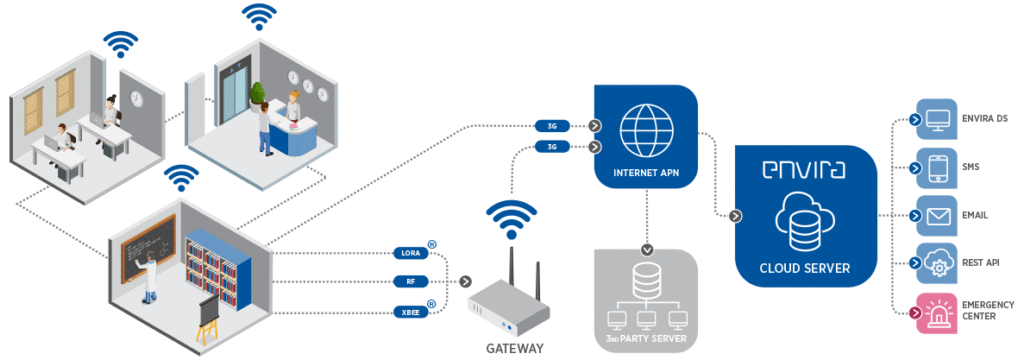 3G
3G
INTERNET APN
LORA
®
RF
XBEE
®
GATEWAY
3RD PARTY SERVER
envira
CLOUD SERVER
ENVIRA DS
SMS
EMAIL
REST API
EMERGENCY
CENTER